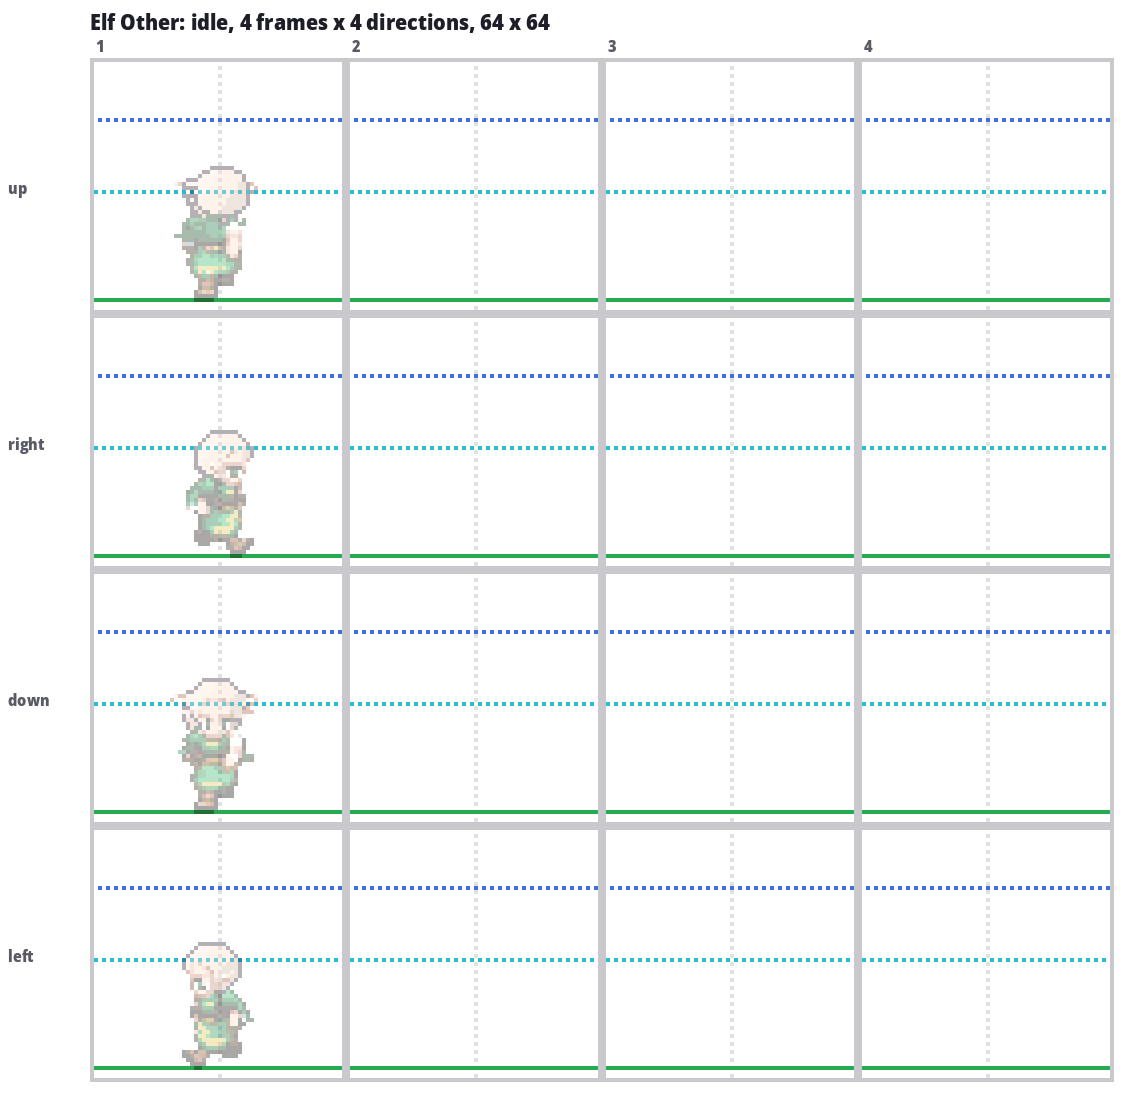 Elf Other: idle, 4 frames x 4 directions, 64 x 64
1 2 3 4
up
right
down
left